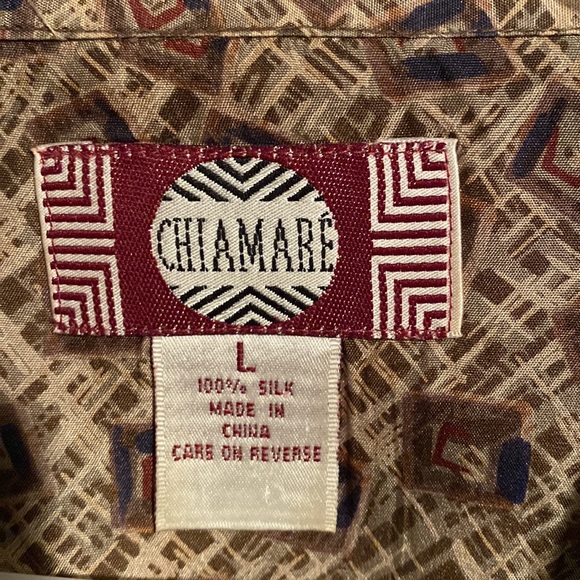 CHIAMARÉ
L
100% SILK
MADE IN
CHINA
CARE ON REVERSE